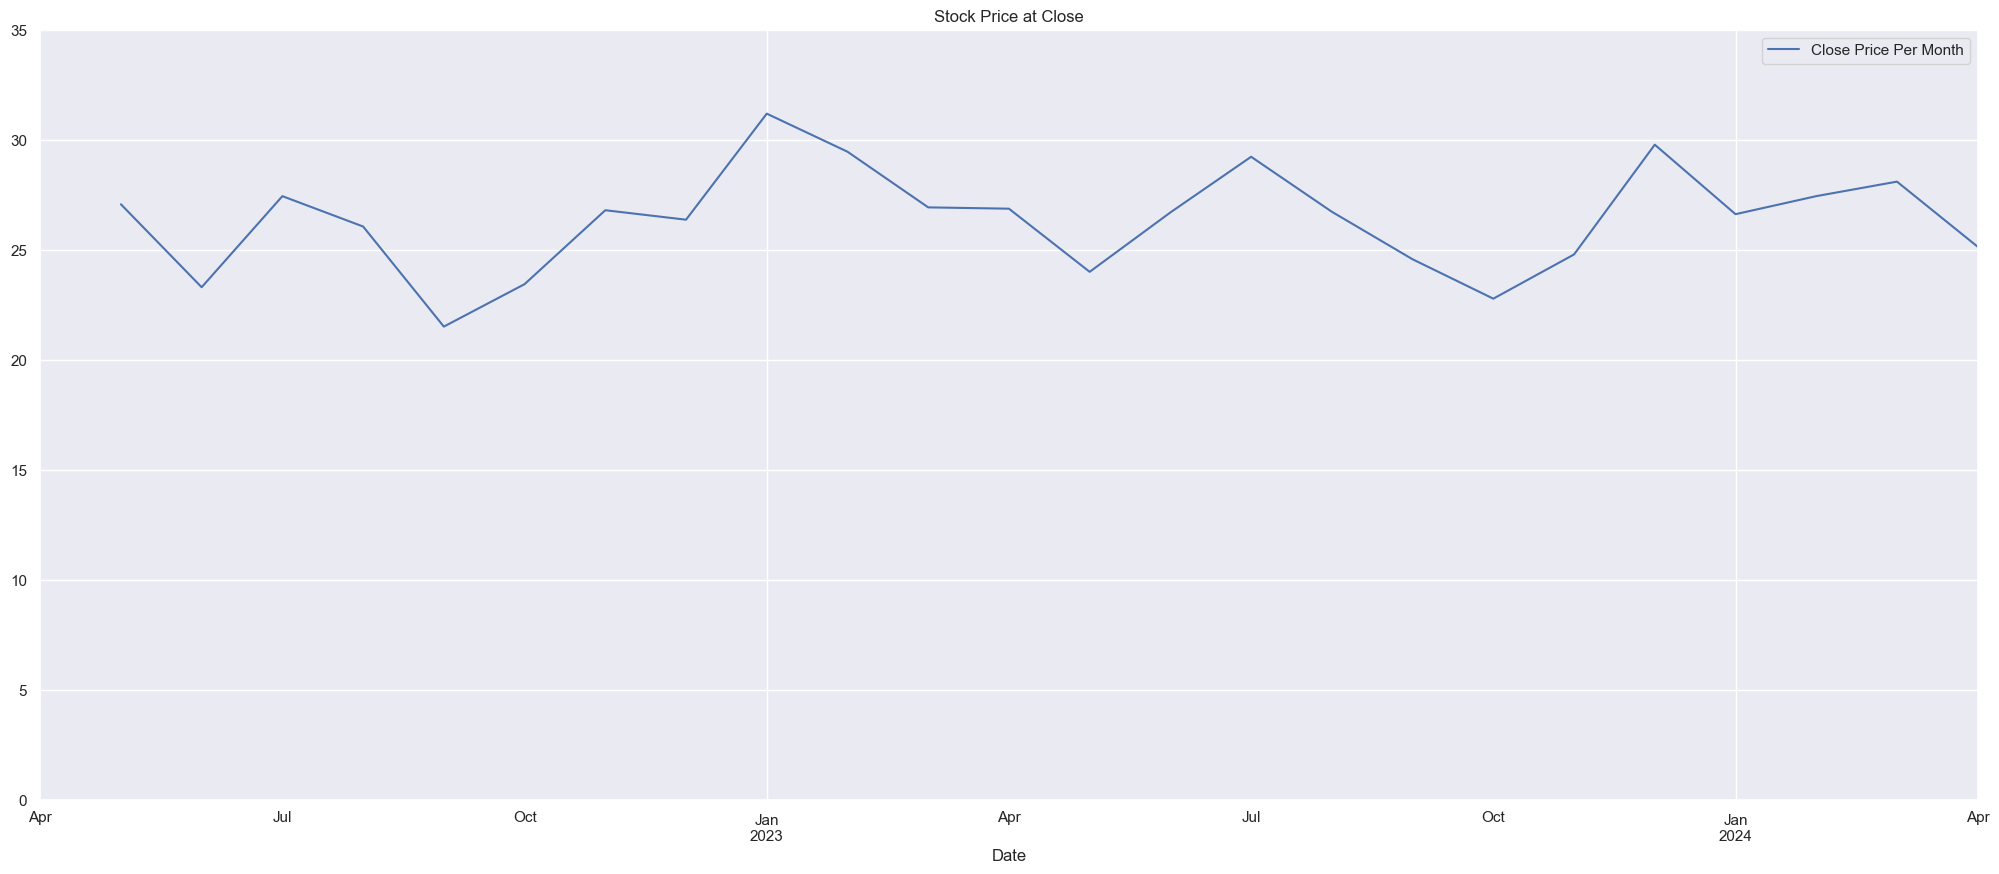 Stock Price at Close
Close Price Per Month
35
30
25
20
15
10
5
0
Apr Jul Oct Jan Apr Jul Oct Jan Apr
2023 2024
Date